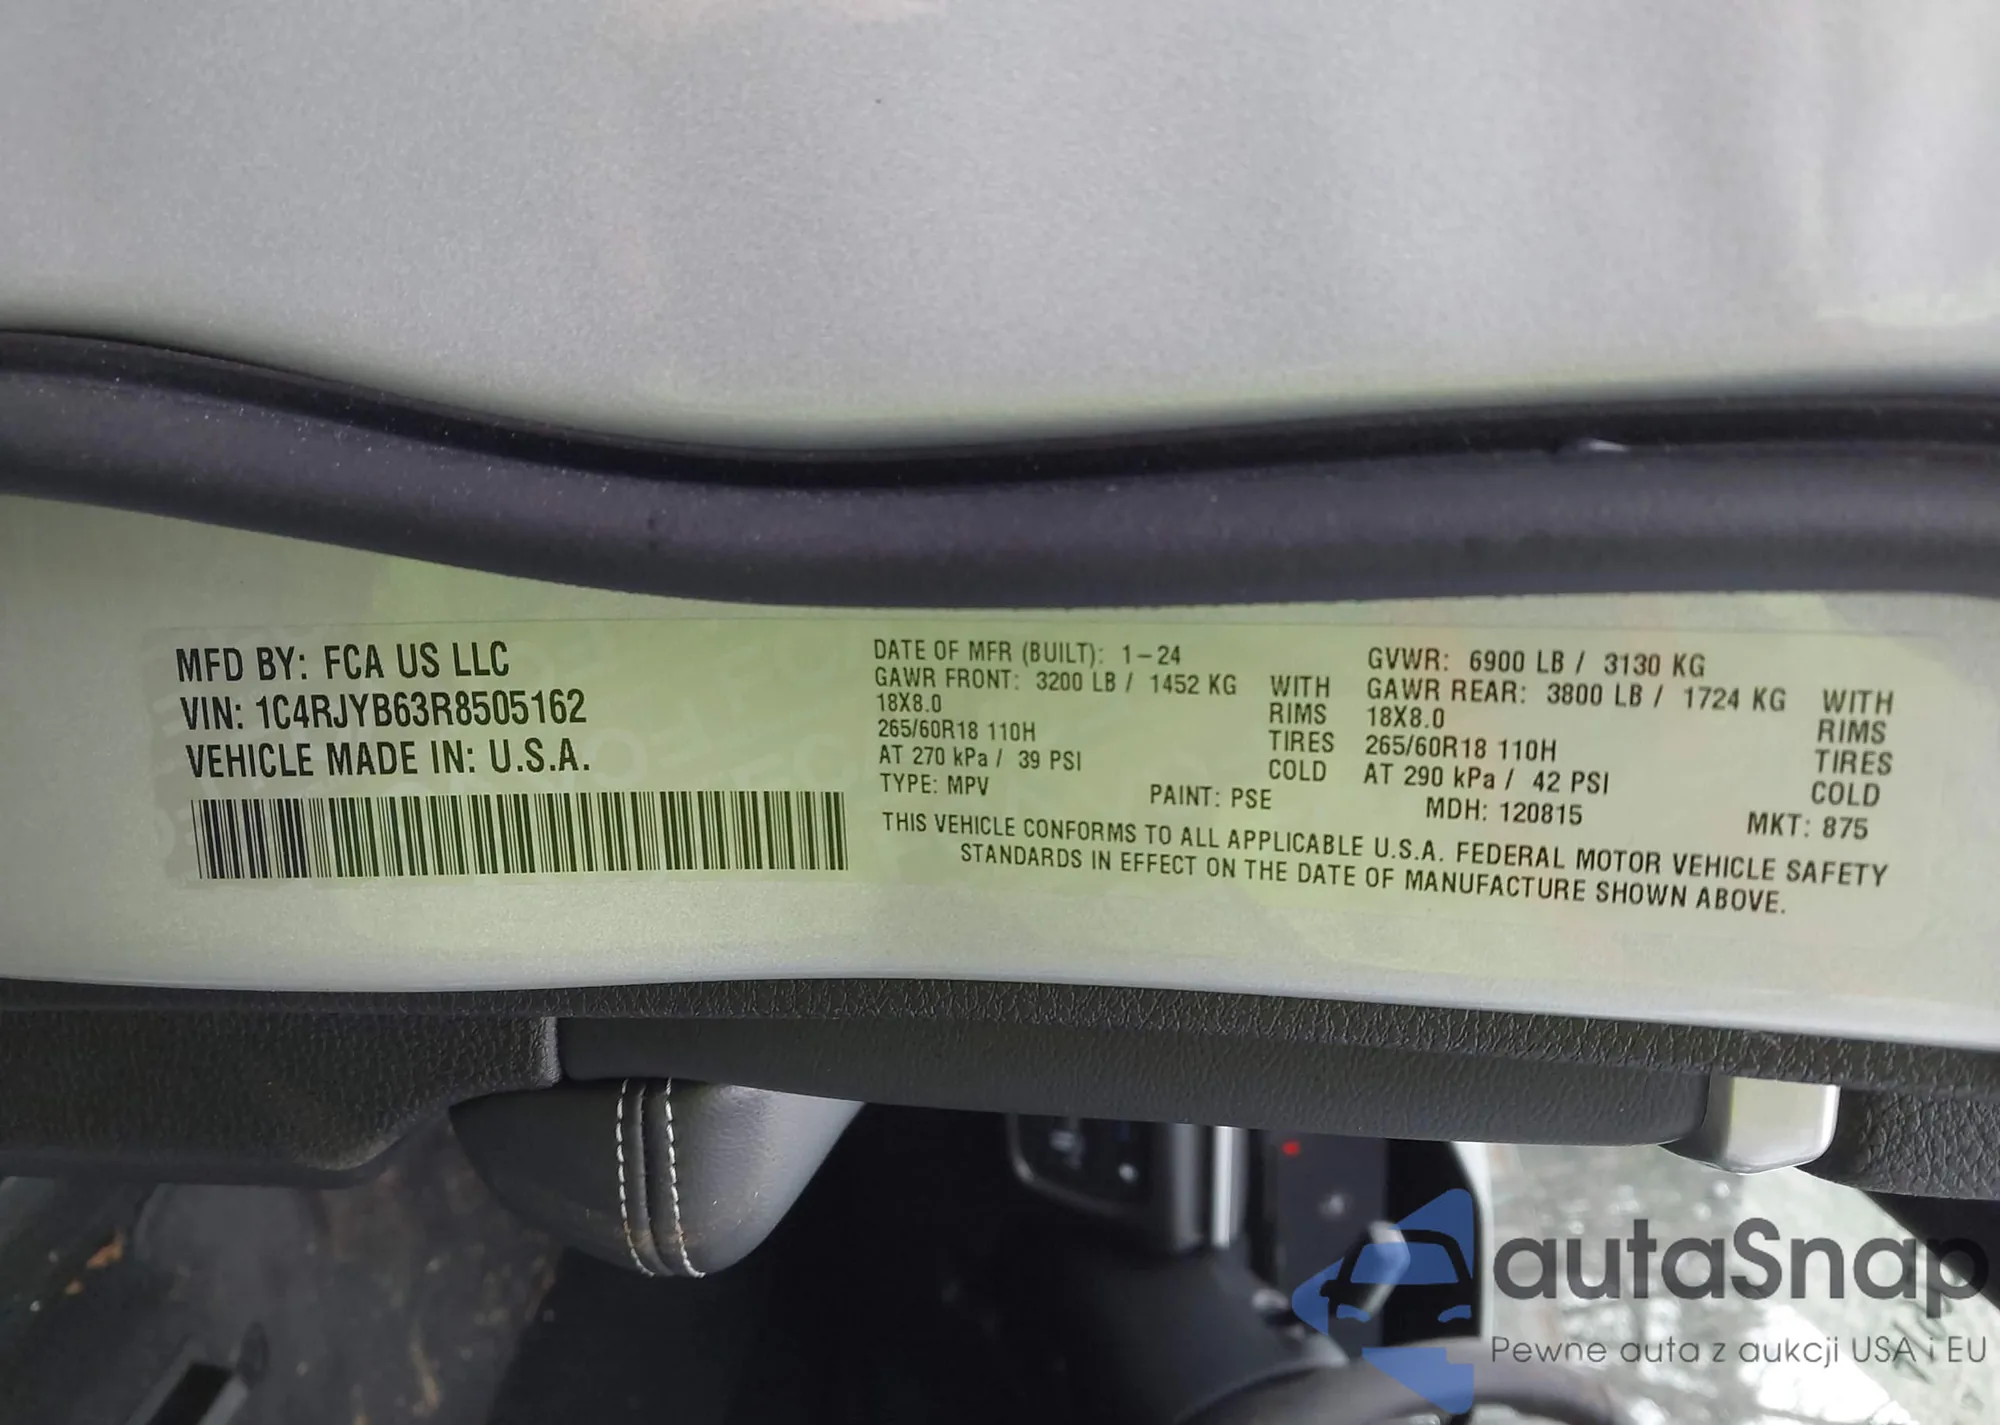 MFD BY: FCA US LLC
VIN: 1C4RJYB63R8505162
VEHICLE MADE IN: U.S.A.
DATE OF MFR (BUILT): 1-24
GAWR FRONT: 3200 LB / 1452 KG WITH
18X8.0 RIMS
265/60R18 110H TIRES
AT 270 kPa / 39 PSI COLD
TYPE: MPV PAINT: PSE
GVWR: 6900 LB / 3130 KG
GAWR REAR: 3800 LB / 1724 KG WITH
18X8.0 RIMS
265/60R18 110H TIRES
AT 290 kPa / 42 PSI COLD
MDH: 120815 MKT: 875
THIS VEHICLE CONFORMS TO ALL APPLICABLE U.S.A. FEDERAL MOTOR VEHICLE SAFETY
STANDARDS IN EFFECT ON THE DATE OF MANUFACTURE SHOWN ABOVE.
autaSnap
Pewne auta z aukcji USA i EU